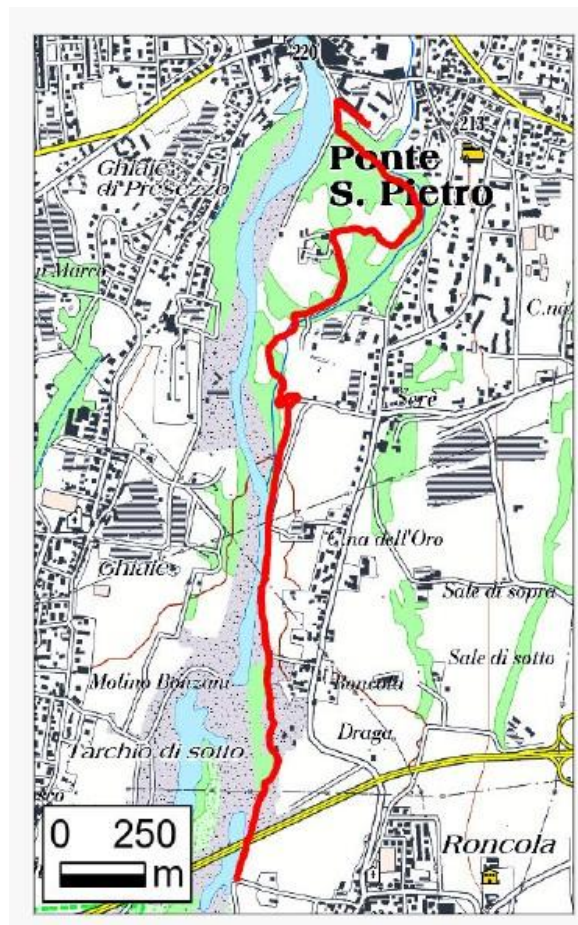 220
213
Ponte
S. Pietro
Ghiaie
di Presezzo
Marco
C.na
Sere
C.na dell'Oro
Ghiaie
Sale di sopra
Sale di sotto
Molino Bonzani
Roncola
Draga
Tarchio di sotto
Roncola
0 250
m